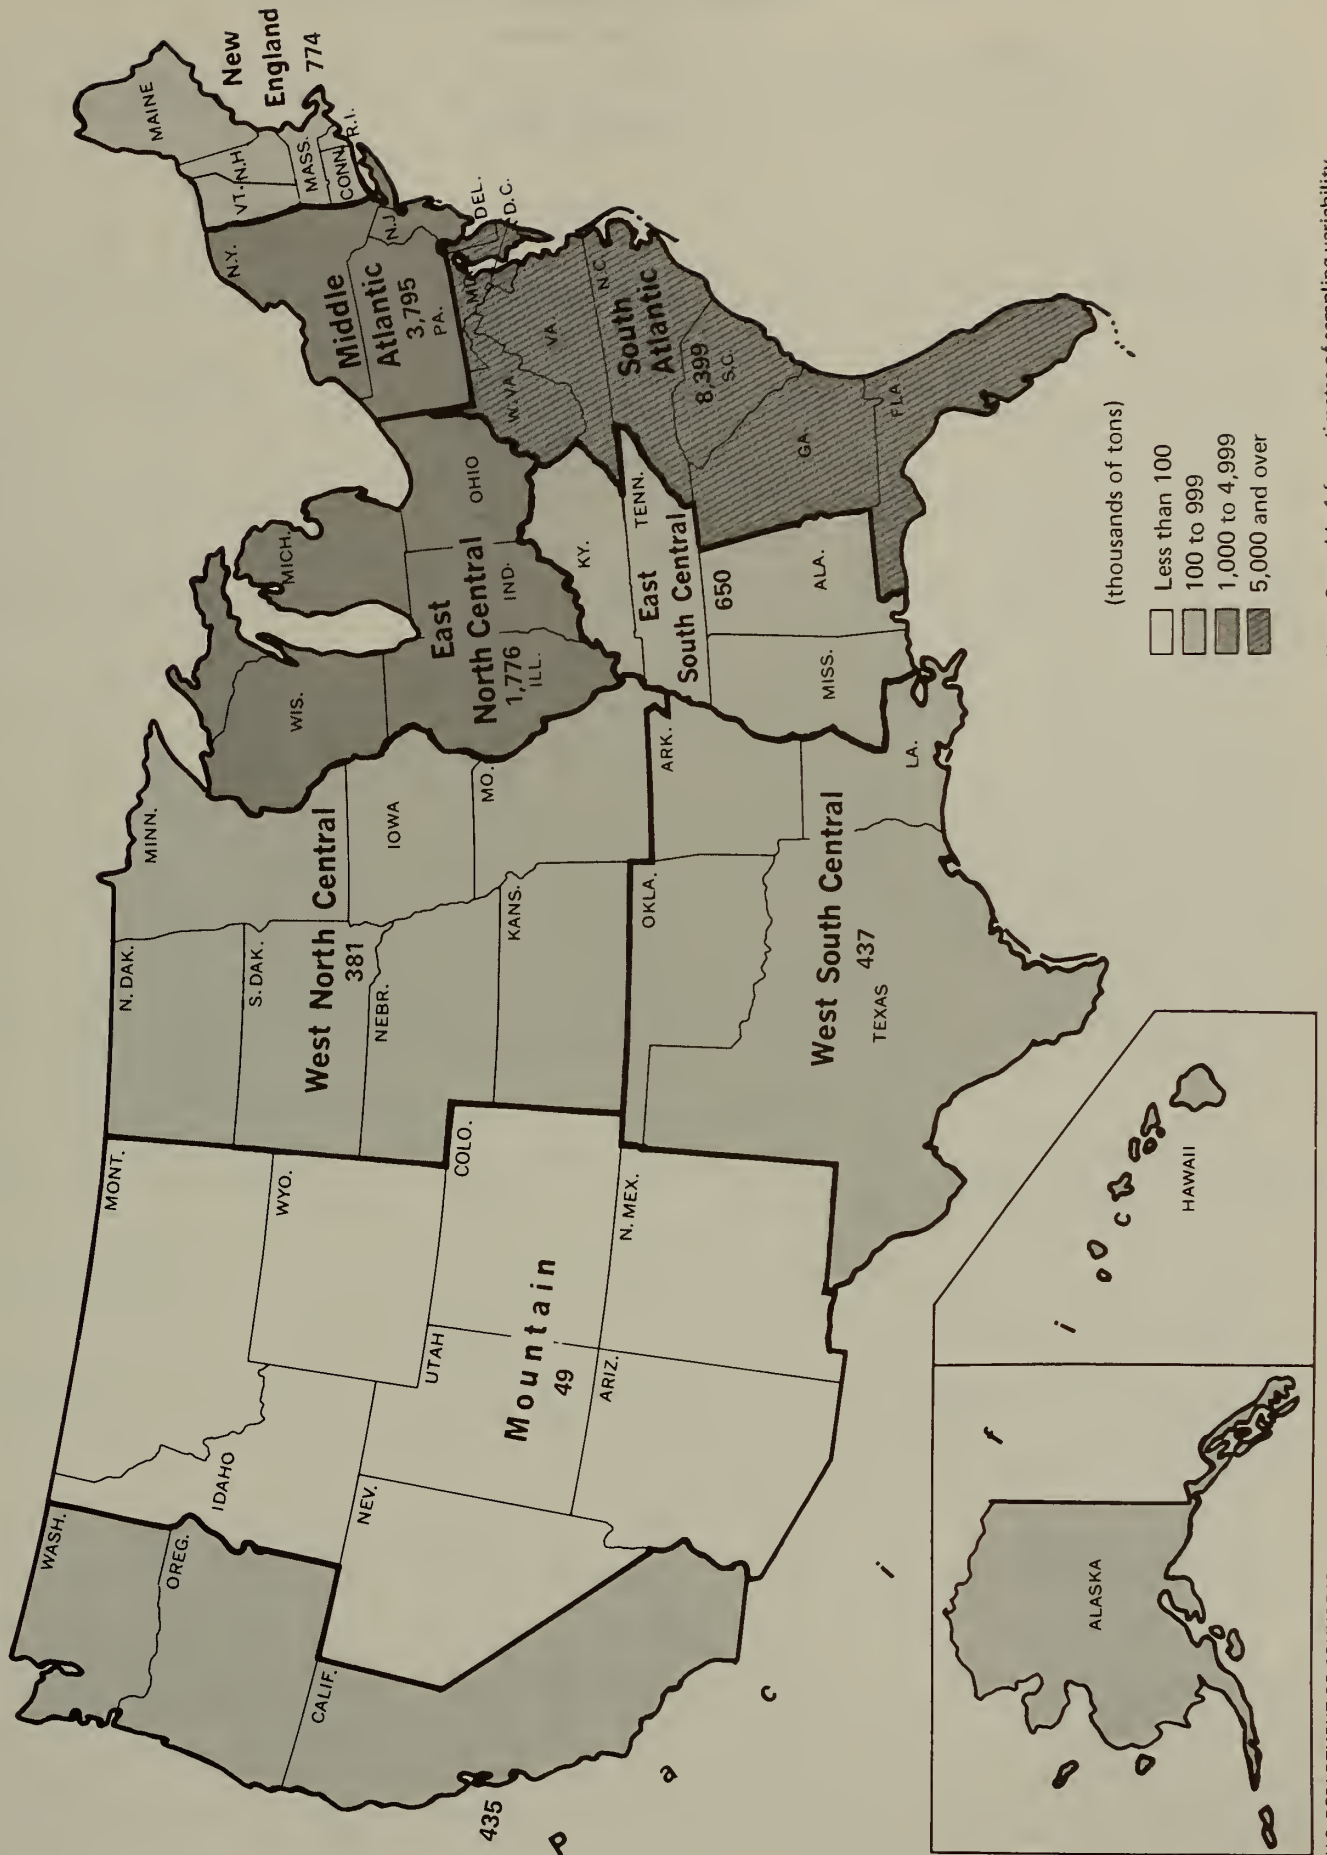 WASH.
OREG.
CALIF.
435
P
a
c
i
f
i
c
MONT.
IDAHO
WYO.
NEV.
UTAH
COLO.
Mountain
49
ARIZ.
N. MEX.
N. DAK.
MINN.
S. DAK.
West North Central
381
NEBR.
IOWA
KANS.
MO.
OKLA.
ARK.
West South Central
437
TEXAS
LA.
WIS.
MICH.
East
North Central
1,776
ILL.
IND.
OHIO
KY.
TENN.
East
South Central
650
MISS.
ALA.
MAINE
VT.
N.H
MASS.
CONN.
R.I.
New
England
774
N.Y.
N.J
Middle
Atlantic
3,795
PA.
DEL.
D.C.
MD
W.VA
VA.
N.C.
South
Atlantic
8,399
S.C.
GA.
FLA
ALASKA
HAWAII
(thousands of tons)
Less than 100
100 to 999
1,000 to 4,999
5,000 and over